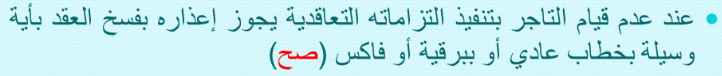 • عند عدم قيام التاجر بتنفيذ التزاماته التعاقدية يجوز إعذاره بفسخ العقد بأية
وسيلة بخطاب عادي أو ببرقية أو فاكس (صح)